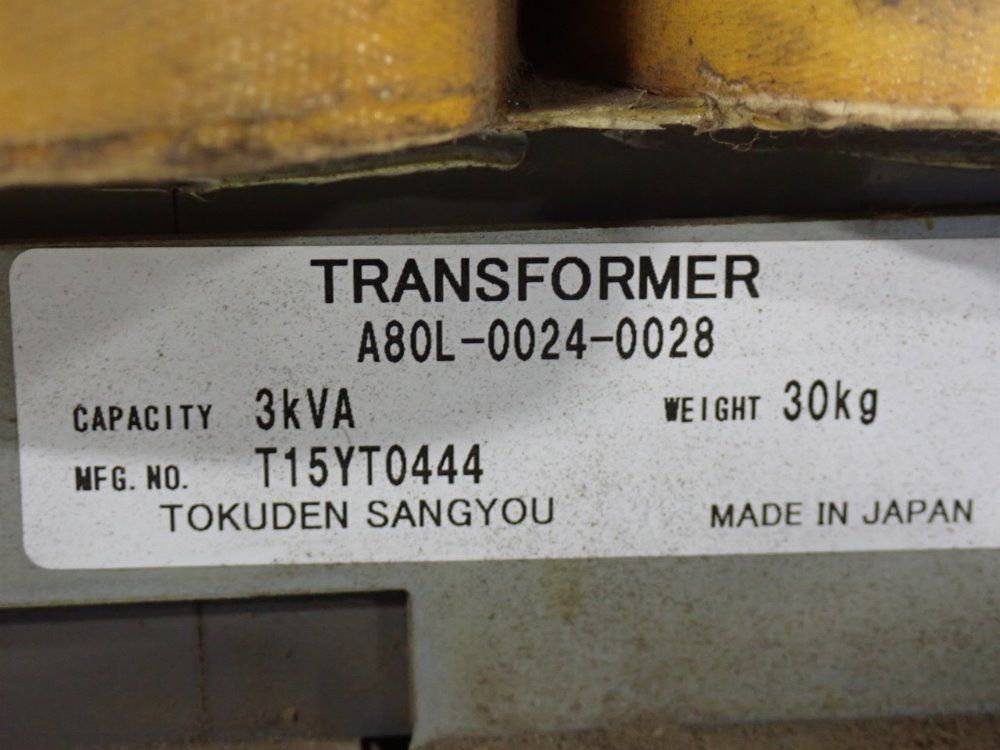 TRANSFORMER
A80L-0024-0028
CAPACITY 3kVA WEIGHT 30kg
MFG. NO. T15YT0444
TOKUDEN SANGYOU MADE IN JAPAN